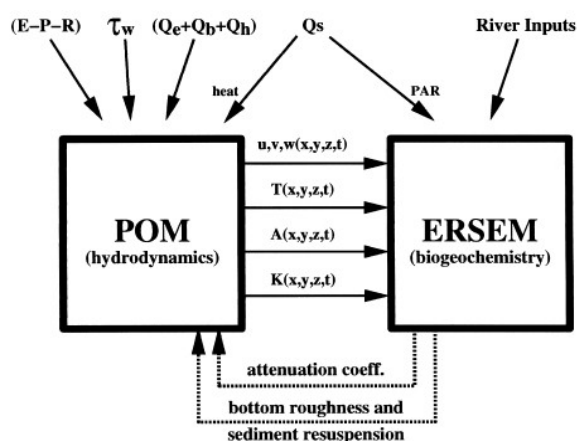 (E-P-R) τw (Qe+Qb+Qh) Qs River Inputs
heat PAR
u,v,w(x,y,z,t)
T(x,y,z,t)
POM
(hydrodynamics)
A(x,y,z,t)
K(x,y,z,t)
ERSEM
(biogeochemistry)
attenuation coeff.
bottom roughness and
sediment resuspension